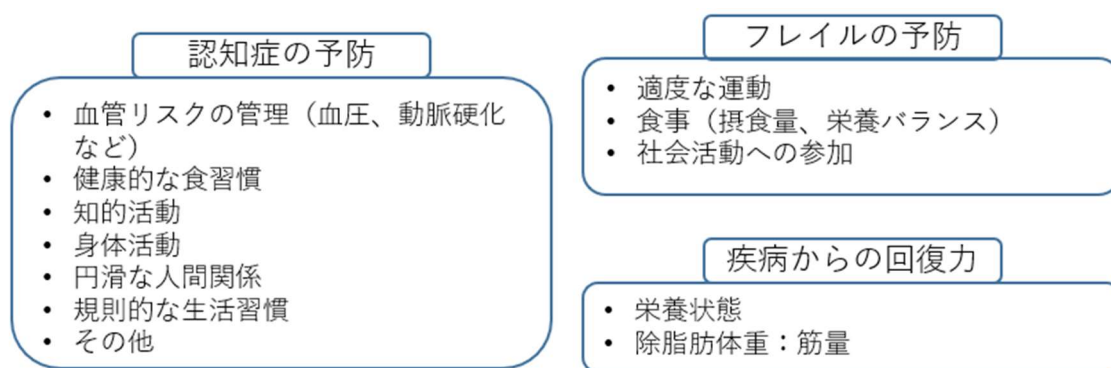 認知症の予防
• 血管リスクの管理（血圧、動脈硬化
など）
• 健康的な食習慣
• 知的活動
• 身体活動
• 円滑な人間関係
• 規則的な生活習慣
• その他
フレイルの予防
• 適度な運動
• 食事（摂食量、栄養バランス）
• 社会活動への参加
疾病からの回復力
• 栄養状態
• 除脂肪体重：筋量